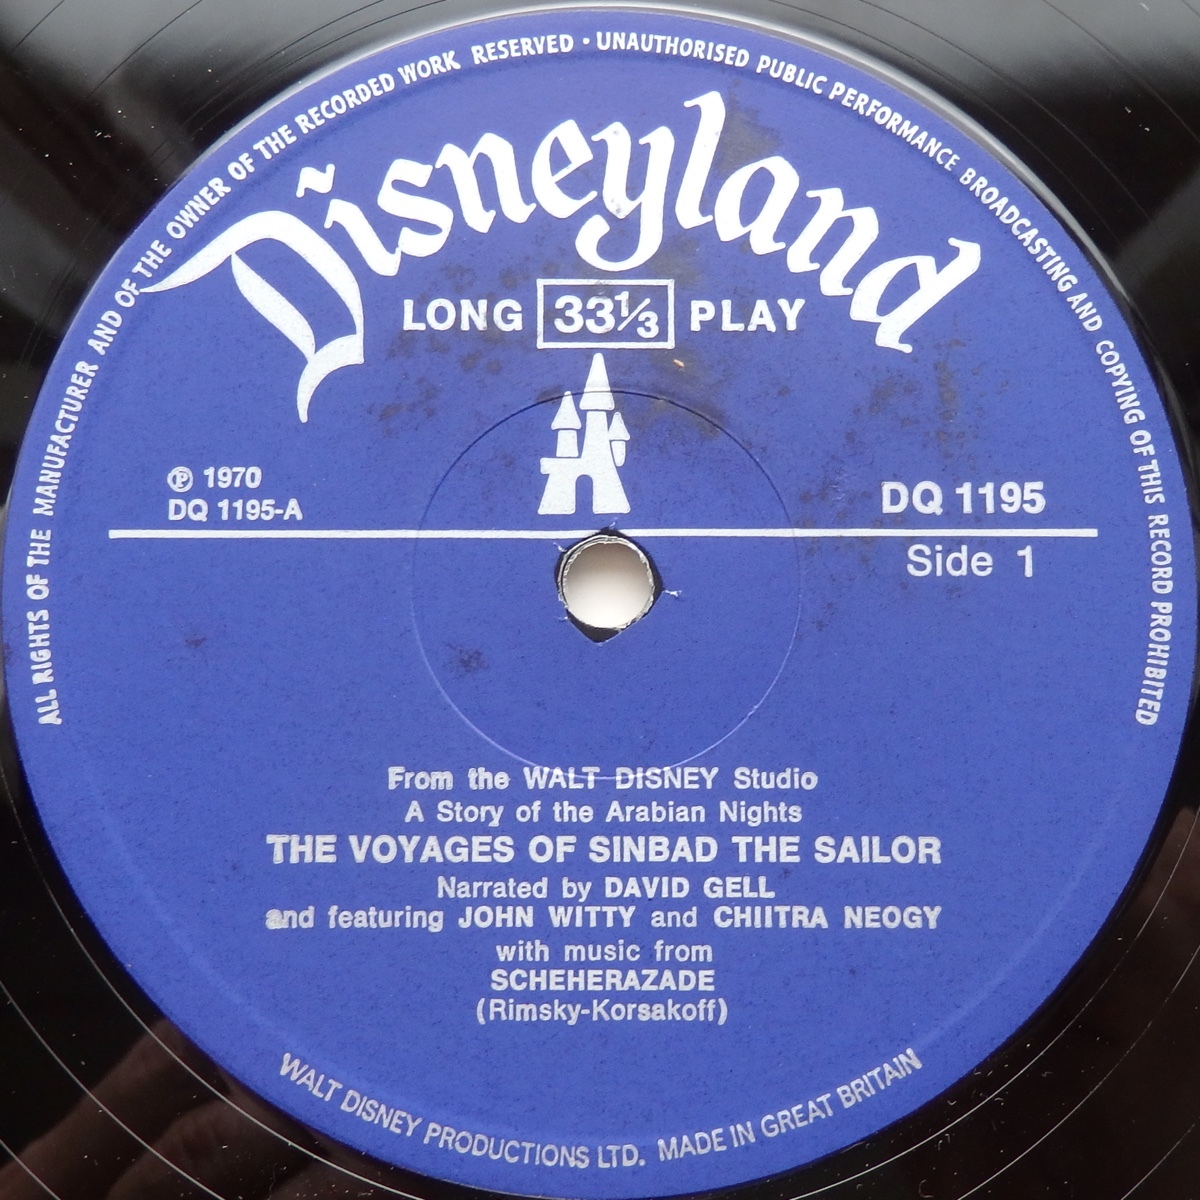 ALL RIGHTS OF THE MANUFACTURER AND OF THE OWNER OF THE RECORDED WORK RESERVED · UNAUTHORISED PUBLIC PERFORMANCE BROADCASTING AND COPYING OF THIS RECORD PROHIBITED
Disneyland
LONG 33⅓ PLAY
Ⓟ 1970
DQ 1195-A
DQ 1195
Side 1
From the WALT DISNEY Studio
A Story of the Arabian Nights
THE VOYAGES OF SINBAD THE SAILOR
Narrated by DAVID GELL
and featuring JOHN WITTY and CHIITRA NEOGY
with music from
SCHEHERAZADE
(Rimsky-Korsakoff)
WALT DISNEY PRODUCTIONS LTD. MADE IN GREAT BRITAIN